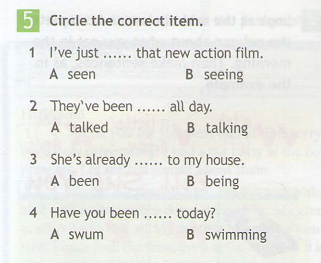 5 Circle the correct item.
1 I've just ...... that new action film.
A seen B seeing
2 They've been ...... all day.
A talked B talking
3 She's already ...... to my house.
A been B being
4 Have you been ...... today?
A swum B swimming